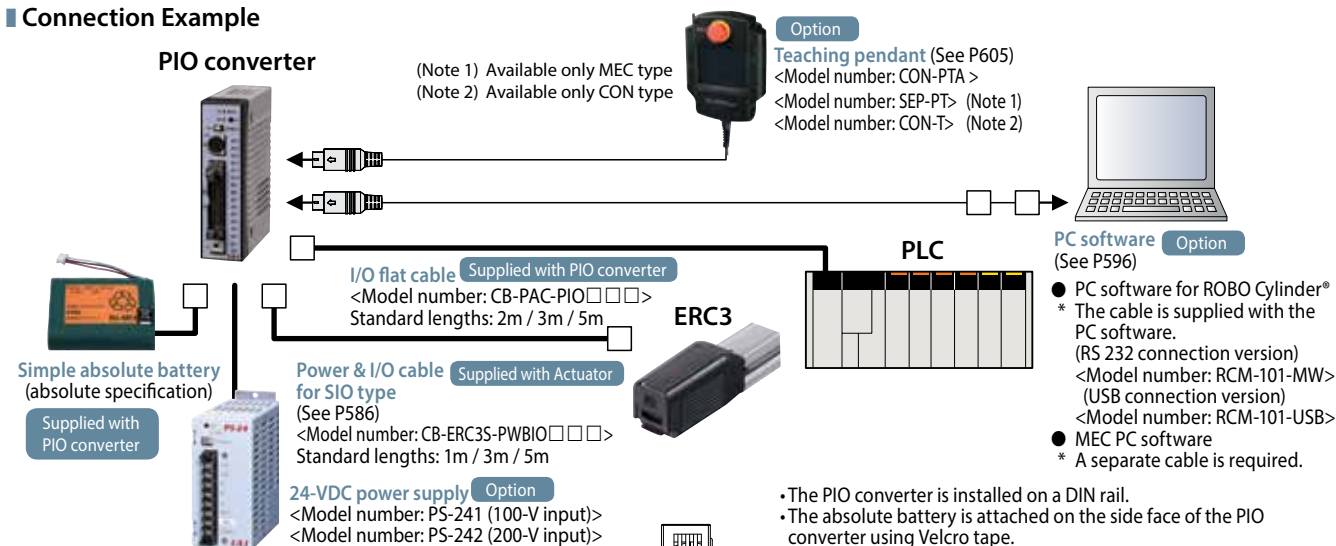 Connection Example
PIO converter
(Note 1) Available only MEC type
(Note 2) Available only CON type
Option
Teaching pendant (See P605)
<Model number: CON-PTA >
<Model number: SEP-PT> (Note 1)
<Model number: CON-T> (Note 2)
PC software Option
(See P596)
● PC software for ROBO Cylinder®
* The cable is supplied with the
PC software.
(RS 232 connection version)
<Model number: RCM-101-MW>
(USB connection version)
<Model number: RCM-101-USB>
● MEC PC software
* A separate cable is required.
PLC
I/O flat cable Supplied with PIO converter
<Model number: CB-PAC-PIO□□□>
Standard lengths: 2m / 3m / 5m
ERC3
Simple absolute battery
(absolute specification)
Supplied with
PIO converter
Power & I/O cable Supplied with Actuator
for SIO type
(See P586)
<Model number: CB-ERC3S-PWBIO□□□>
Standard lengths: 1m / 3m / 5m
PS-24
24-VDC power supply Option
<Model number: PS-241 (100-V input)>
<Model number: PS-242 (200-V input)>
•The PIO converter is installed on a DIN rail.
•The absolute battery is attached on the side face of the PIO
converter using Velcro tape.